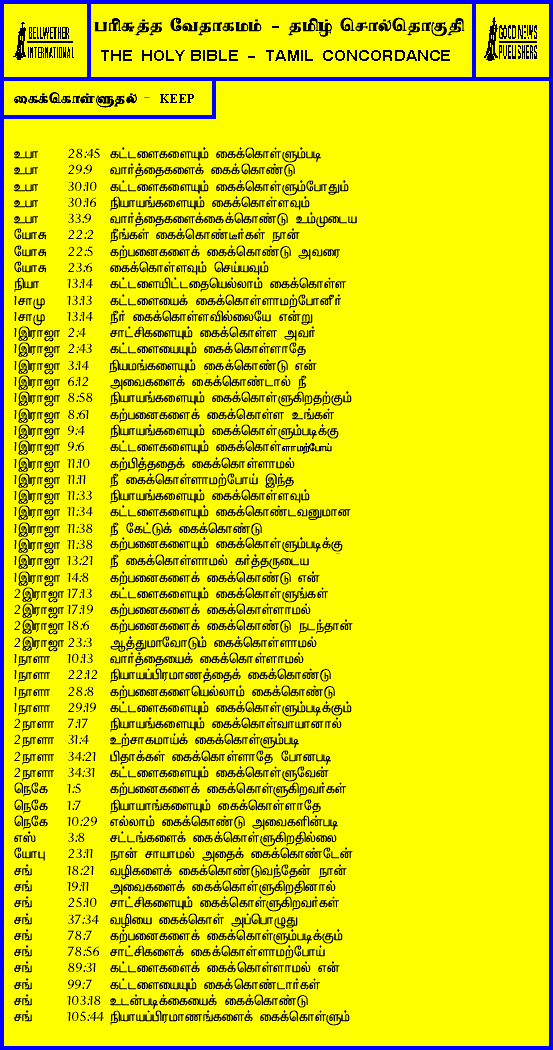 BELLWETHER
INTERNATIONAL
பரிசுத்த வேதாகமம் - தமிழ் சொல்தொகுதி
THE HOLY BIBLE - TAMIL CONCORDANCE
GOOD NEWS
PUBLISHERS
கைக்கொள்ளுதல் - KEEP
உபா 28:45 கட்டளைகளையும் கைக்கொள்ளும்படி
உபா 29:9 வார்த்தைகளைக் கைக்கொண்டு
உபா 30:10 கட்டளைகளையும் கைக்கொள்ளும்போதும்
உபா 30:16 நியாயங்களையும் கைக்கொள்ளவும்
உபா 33:9 வார்த்தைகளைக்கைக்கொண்டு உம்முடைய
யோசு 22:2 நீங்கள் கைக்கொண்டீர்கள் நான்
யோசு 22:5 கற்பனைகளைக் கைக்கொண்டு அவரை
யோசு 23:6 கைக்கொள்ளவும் செய்யவும்
நியா 13:14 கட்டளையிட்டதையெல்லாம் கைக்கொள்ள
1சாமு 13:13 கட்டளையைக் கைக்கொள்ளாமற்போனீர்
1சாமு 13:14 நீர் கைக்கொள்ளவில்லையே என்று
1இராஜா 2:4 சாட்சிகளையும் கைக்கொள்ள அவர்
1இராஜா 2:43 கட்டளையையும் கைக்கொள்ளாதே
1இராஜா 3:14 நியமங்களையும் கைக்கொண்டு என்
1இராஜா 6:12 அவைகளைக் கைக்கொண்டால் நீ
1இராஜா 8:58 நியாயங்களையும் கைக்கொள்ளுகிறதற்கும்
1இராஜா 8:61 கற்பனைகளைக் கைக்கொள்ள உங்கள்
1இராஜா 9:4 நியாயங்களையும் கைக்கொள்ளும்படிக்கு
1இராஜா 9:6 கட்டளைகளையும் கைக்கொள்ளாமற்போய்
1இராஜா 11:10 கற்பித்ததைக் கைக்கொள்ளாமல்
1இராஜா 11:11 நீ கைக்கொள்ளாமற்போய் இந்த
1இராஜா 11:33 நியாயங்களையும் கைக்கொள்ளவும்
1இராஜா 11:34 கட்டளைகளையும் கைக்கொண்டவனுமான
1இராஜா 11:38 நீ கேட்டுக் கைக்கொண்டு
1இராஜா 11:38 கற்பனைகளையும் கைக்கொள்ளும்படிக்கு
1இராஜா 13:21 நீ கைக்கொள்ளாமல் கர்த்தருடைய
1இராஜா 14:8 கற்பனைகளைக் கைக்கொண்டு என்
2இராஜா 17:13 கட்டளைகளையும் கைக்கொள்ளுங்கள்
2இராஜா 17:19 கற்பனைகளைக் கைக்கொள்ளாமல்
2இராஜா 18:6 கற்பனைகளைக் கைக்கொண்டு நடந்தான்
2இராஜா 23:3 ஆத்துமாவோடும் கைக்கொள்ளாமல்
1நாளா 10:13 வார்த்தையைக் கைக்கொள்ளாமல்
1நாளா 22:12 நியாயப்பிரமாணத்தைக் கைக்கொண்டு
1நாளா 28:8 கற்பனைகளையெல்லாம் கைக்கொண்டு
1நாளா 29:19 கட்டளைகளையும் கைக்கொள்ளும்படிக்கும்
2நாளா 7:17 நியாயங்களையும் கைக்கொள்வாயானால்
2நாளா 31:4 உற்சாகமாய்க் கைக்கொள்ளும்படி
2நாளா 34:21 பிதாக்கள் கைக்கொள்ளாதே போனபடி
2நாளா 34:31 கட்டளைகளையும் கைக்கொள்ளுவேன்
நெகே 1:5 கற்பனைகளைக் கைக்கொள்ளுகிறவர்கள்
நெகே 1:7 நியாயாங்களையும் கைக்கொள்ளாதே
நெகே 10:29 எல்லாம் கைக்கொண்டு அவைகளின்படி
எஸ் 3:8 சட்டங்களைக் கைக்கொள்ளுகிறதில்லை
யோபு 23:11 நான் சாயாமல் அதைக் கைக்கொண்டேன்
சங் 18:21 வழிகளைக் கைக்கொண்டுவந்தேன் நான்
சங் 19:11 அவைகளைக் கைக்கொள்ளுகிறதினால்
சங் 25:10 சாட்சிகளையும் கைக்கொள்ளுகிறவர்கள்
சங் 37:34 வழியை கைக்கொள் அப்பொழுது
சங் 78:7 கற்பனைகளைக் கைக்கொள்ளும்படிக்கும்
சங் 78:56 சாட்சிகளைக் கைக்கொள்ளாமற்போய்
சங் 89:31 கட்டளைகளைக் கைக்கொள்ளாமல் என்
சங் 99:7 கட்டளையையும் கைக்கொண்டார்கள்
சங் 103:18 உடன்படிக்கையைக் கைக்கொண்டு
சங் 105:44 நியாயப்பிரமாணங்களைக் கைக்கொள்ளும்